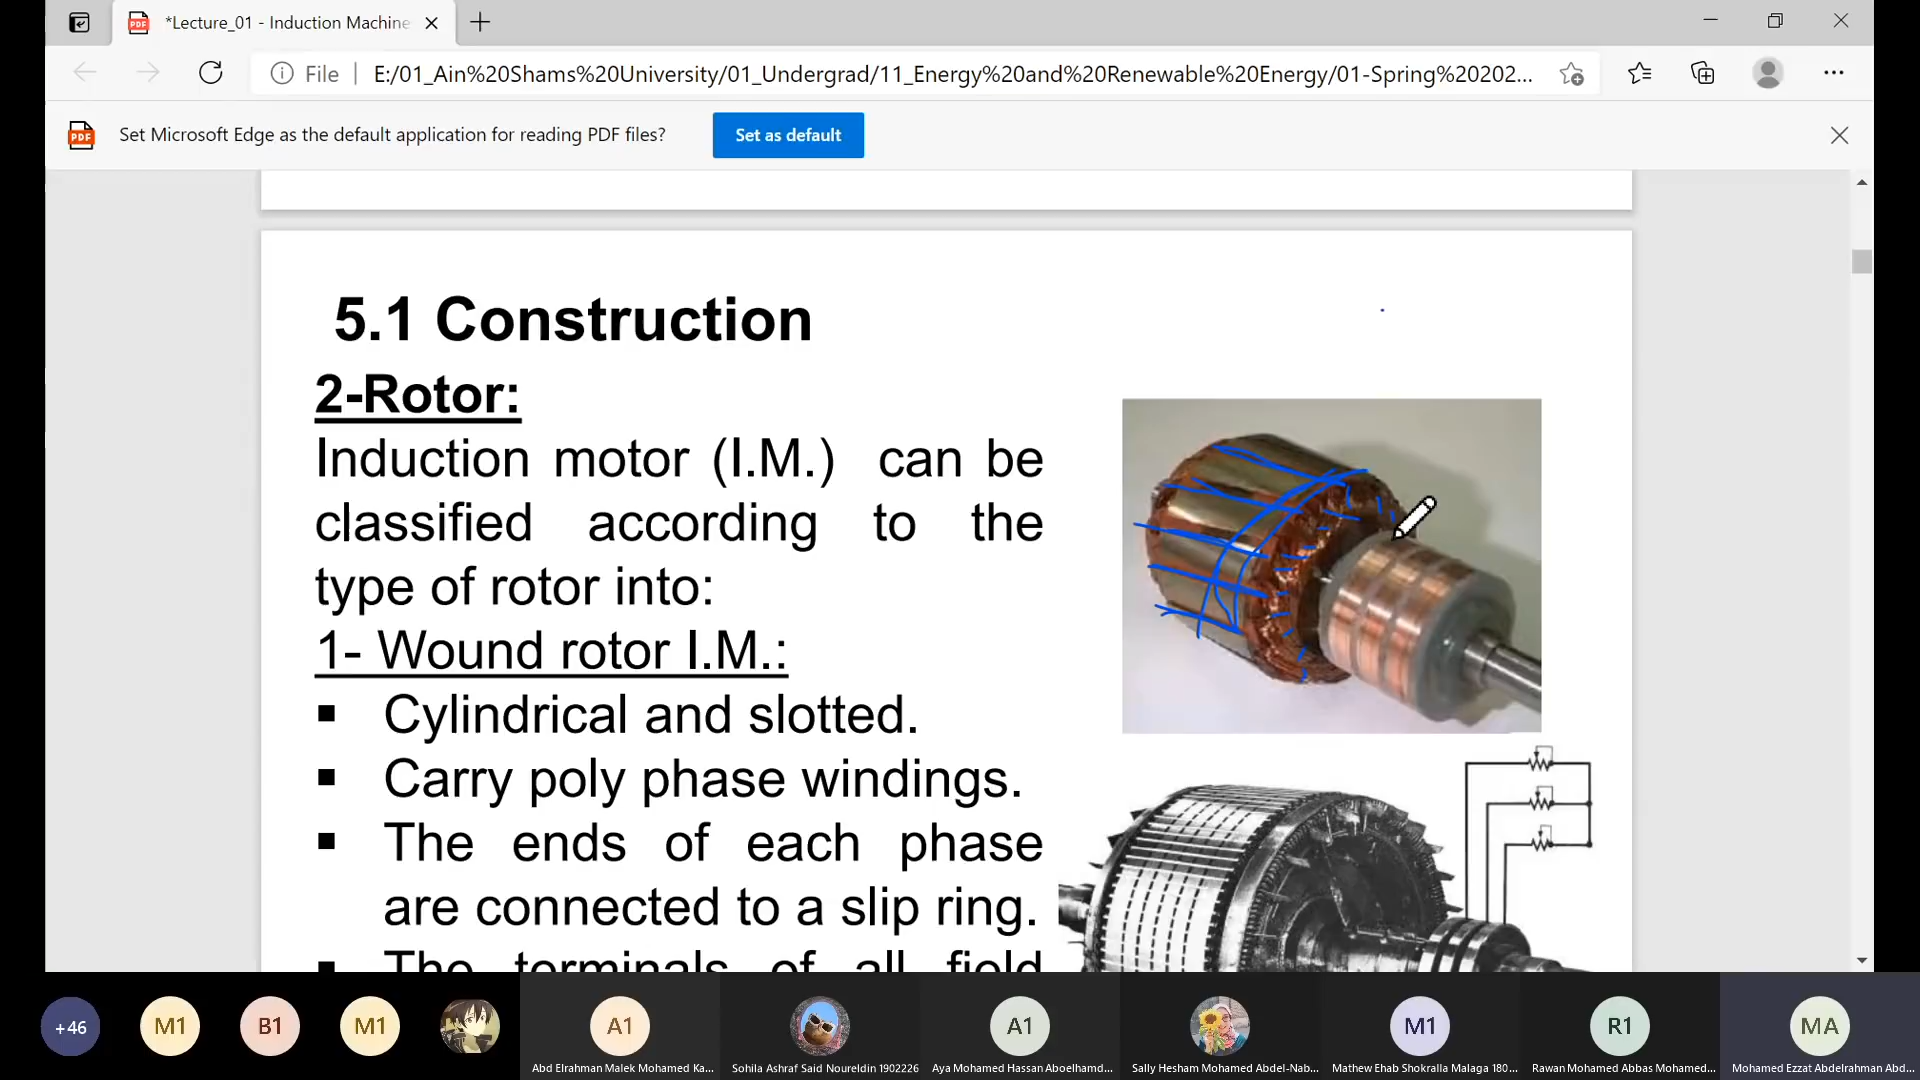 *Lecture_01 - Induction Machine
File
E:/01_Ain%20Shams%20University/01_Undergrad/11_Energy%20and%20Renewable%20Energy/01-Spring%20202...
Set Microsoft Edge as the default application for reading PDF files?
Set as default
5.1 Construction
2-Rotor:
Induction motor (I.M.) can be
classified according to the
type of rotor into:
1- Wound rotor I.M.:
▪ Cylindrical and slotted.
▪ Carry poly phase windings.
▪ The ends of each phase
are connected to a slip ring.
▪ The terminals of all field
+46
M1
B1
M1
A1
A1
M1
R1
MA
Abd Elrahman Malek Mohamed Ka...
Sohila Ashraf Said Noureldin 1902226
Aya Mohamed Hassan Aboelhamd...
Sally Hesham Mohamed Abdel-Nab...
Mathew Ehab Shokralla Malaga 180...
Rawan Mohamed Abbas Mohamed...
Mohamed Ezzat Abdelrahman Abd...